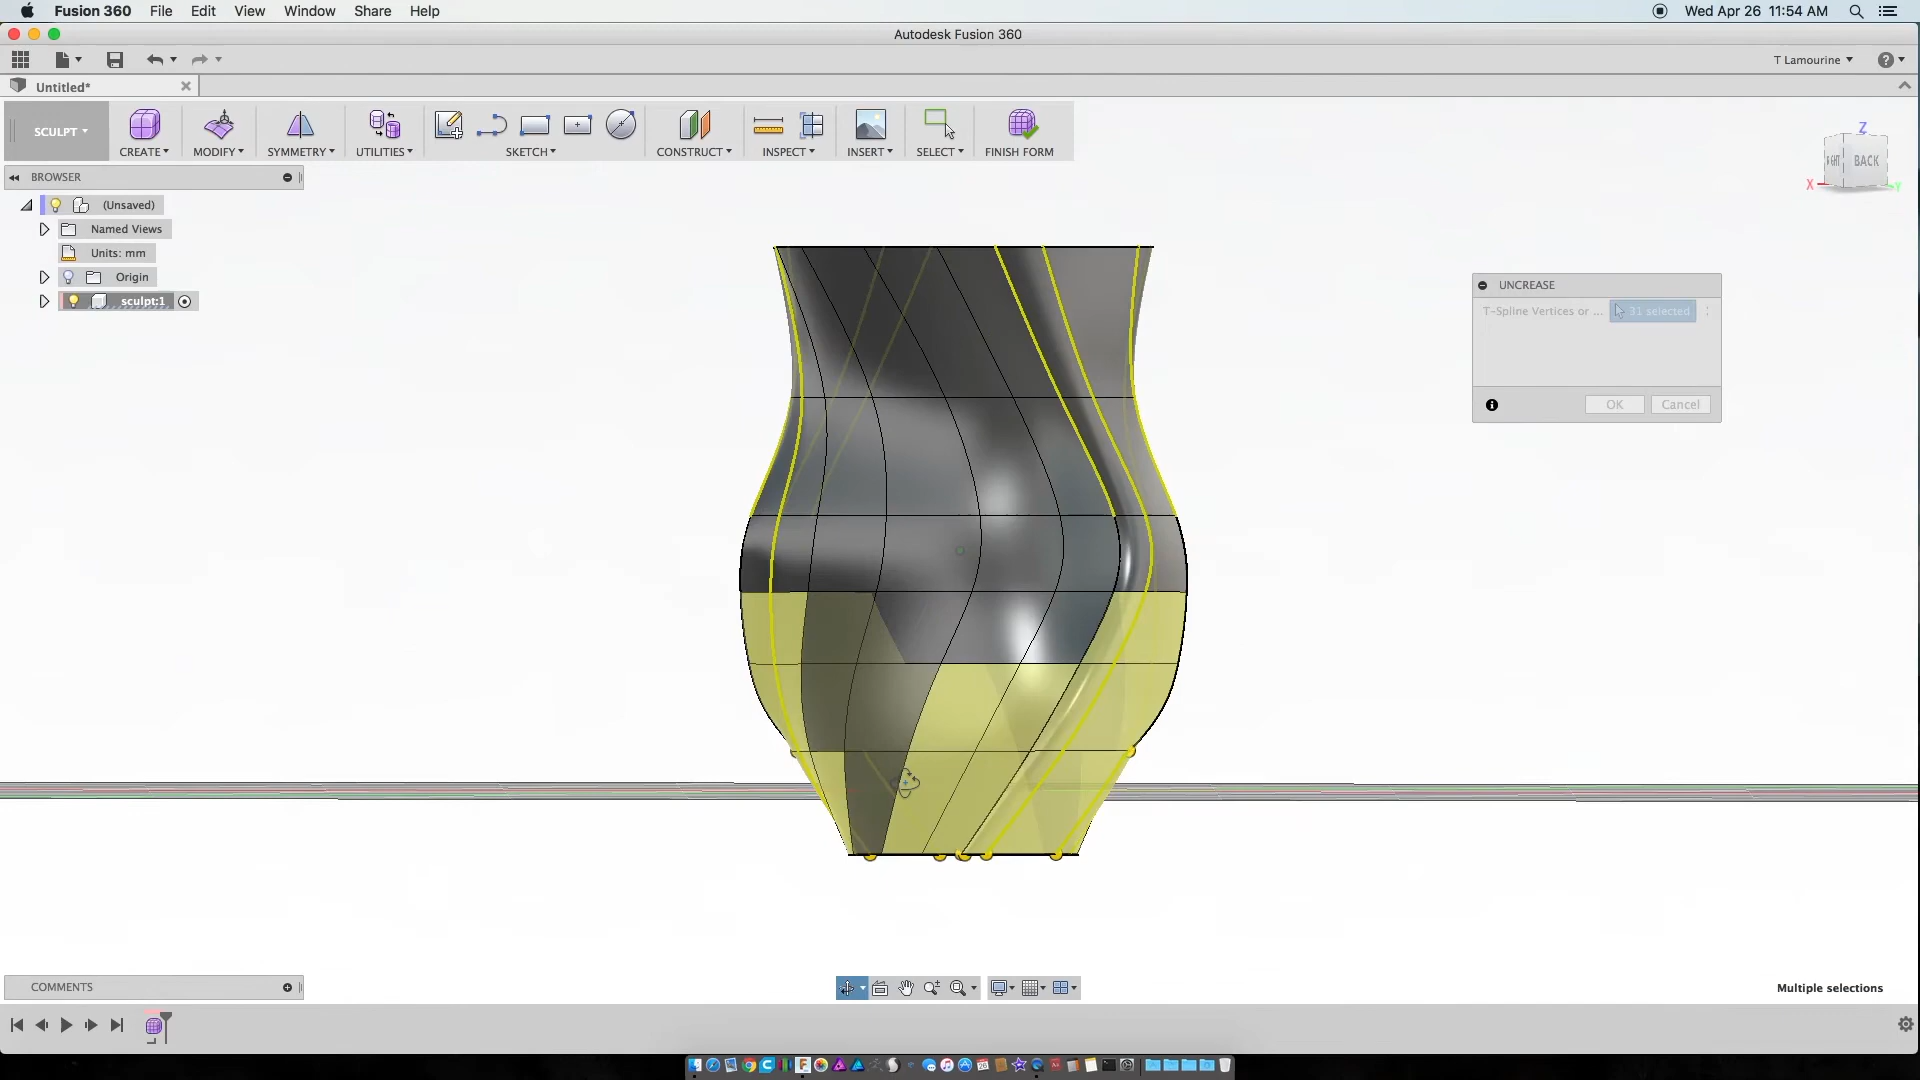 Fusion 360 File Edit View Window Share Help Wed Apr 26 11:54 AM
Autodesk Fusion 360
T Lamourine
Untitled*
SCULPT
CREATE MODIFY SYMMETRY UTILITIES SKETCH CONSTRUCT INSPECT INSERT SELECT FINISH FORM
Z
BACK
X
Y
BROWSER
(Unsaved)
Named Views
Units: mm
Origin
sculpt:1
UNCREASE
T-Spline Vertices or ... 31 selected
OK Cancel
COMMENTS
Multiple selections